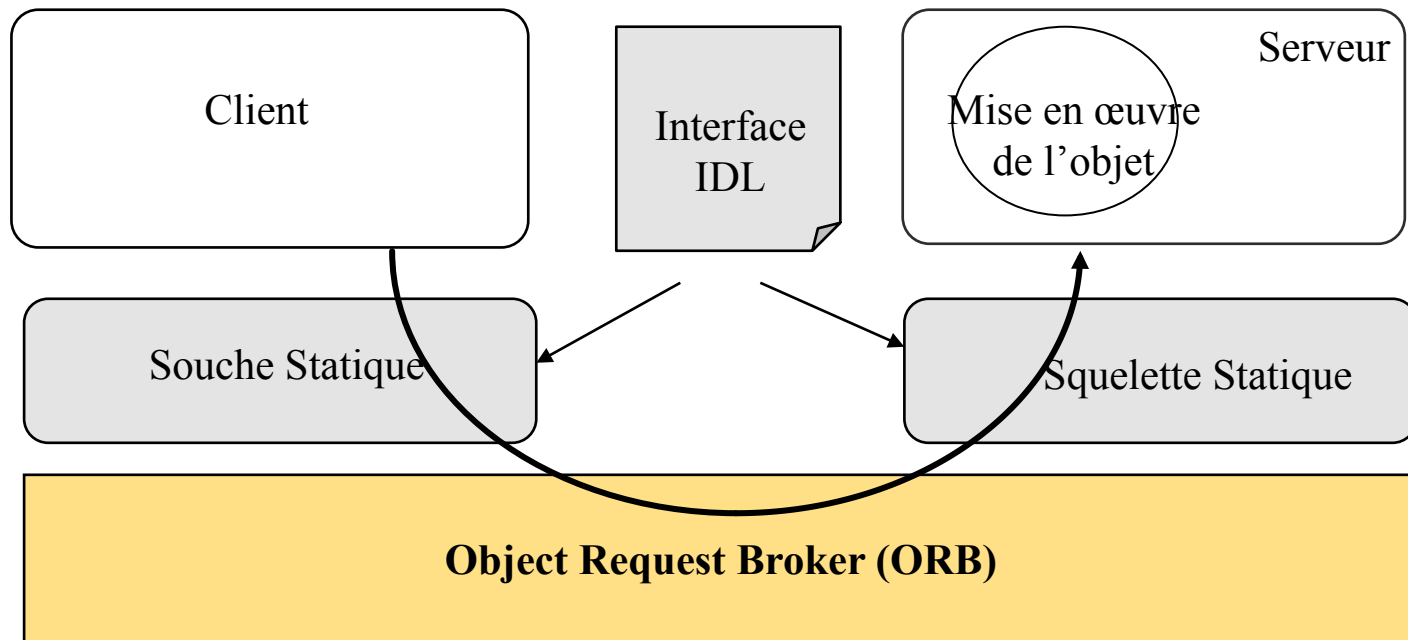 Client
Interface
IDL
Serveur
Mise en œuvre
de l’objet
Souche Statique
Squelette Statique
Object Request Broker (ORB)